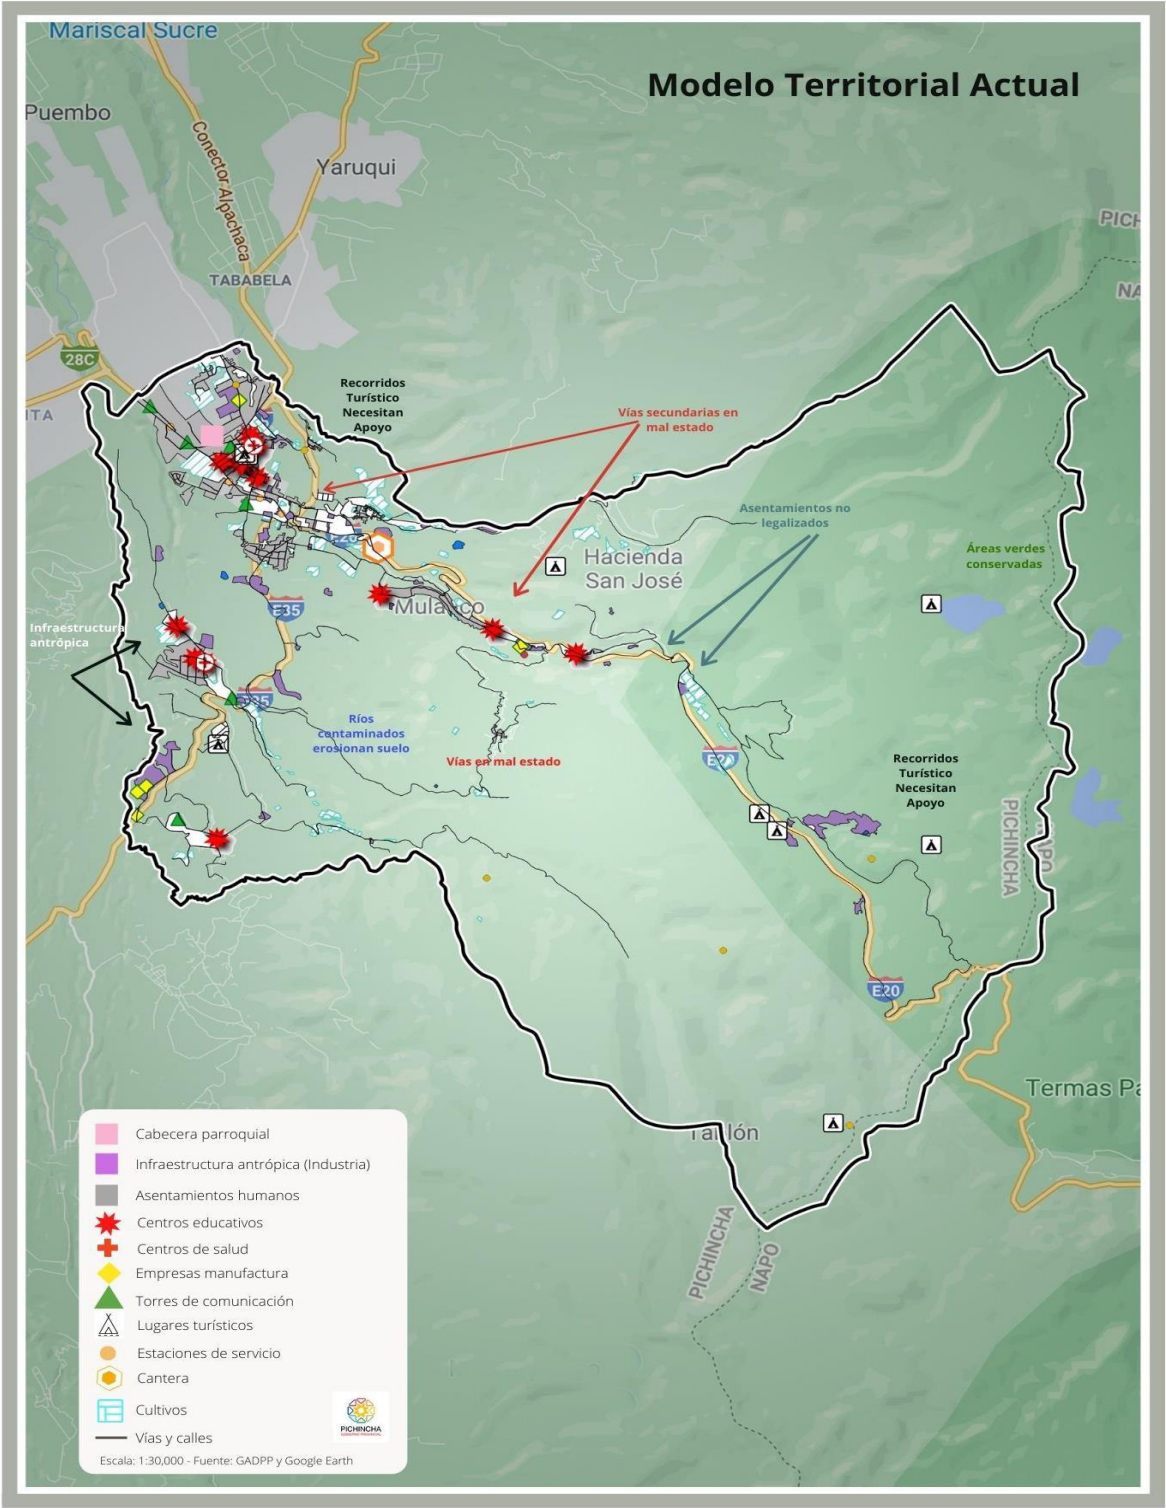 Mariscal Sucre
Modelo Territorial Actual
Puembo
Conector Alpachaca
Yaruqui
PICH
NA
TABABELA
28C
ITA
Recorridos
Turístico
Necesitan
Apoyo
Vías secundarias en
mal estado
Asentamientos no
legalizados
Áreas verdes
conservadas
E20
Hacienda
San José
E35
Infraestructura
antrópica
E35
Ríos
contaminados
erosionan suelo
Vías en mal estado
E20
Recorridos
Turístico
Necesitan
Apoyo
PICHINCHA
NAPO
E20
Termas Pa
PICHINCHA
NAPO
Cabecera parroquial
Infraestructura antrópica (Industria)
Asentamientos humanos
Centros educativos
Centros de salud
Empresas manufactura
Torres de comunicación
Lugares turísticos
Estaciones de servicio
Cantera
Cultivos
Vías y calles
PICHINCHA
Escala: 1:30,000 - Fuente: GADPP y Google Earth